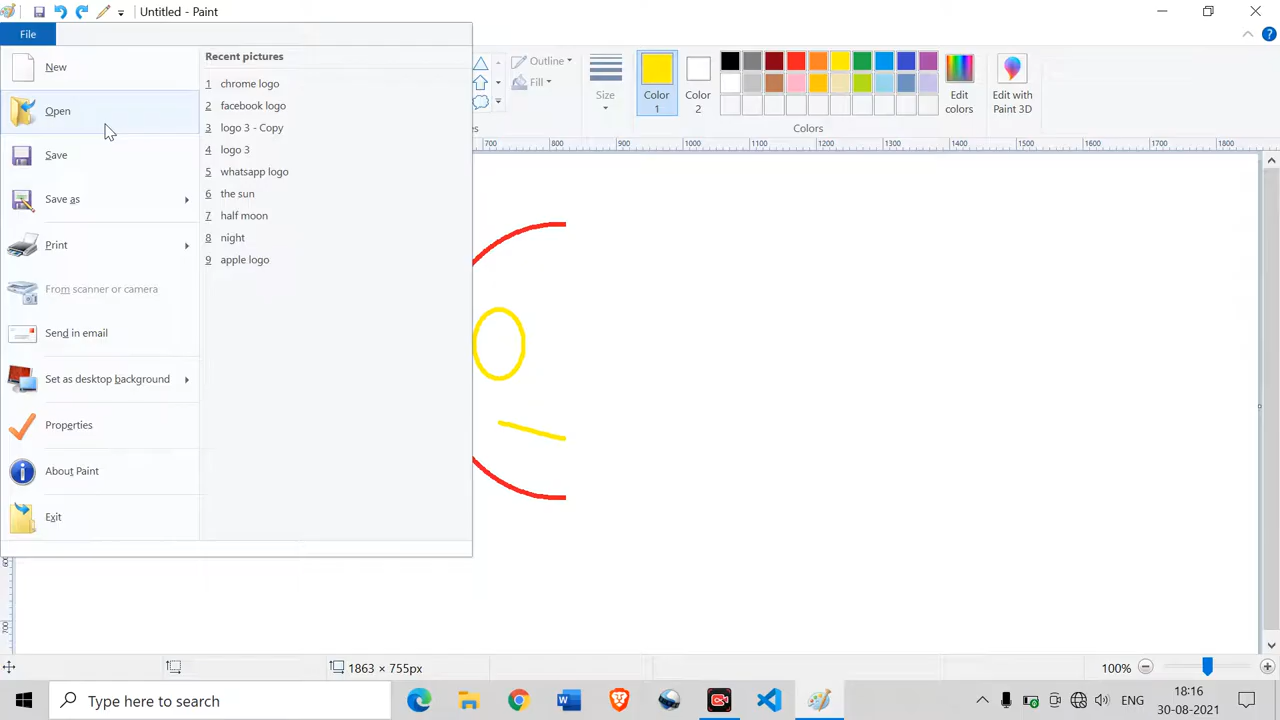 Untitled - Paint
File
New
Open
Save
Save as
Print
From scanner or camera
Send in email
Set as desktop background
Properties
About Paint
Exit
Recent pictures
1 chrome logo
2 facebook logo
3 logo 3 - Copy
4 logo 3
5 whatsapp logo
6 the sun
7 half moon
8 night
9 apple logo
Outline
Fill
Size
Color 1
Color 2
Edit colors
Edit with Paint 3D
Colors
700 800 900 1000 1100 1200 1300 1400 1500 1600 1700 1800
700
1863 × 755px
100%
Type here to search
ENG
18:16
30-08-2021